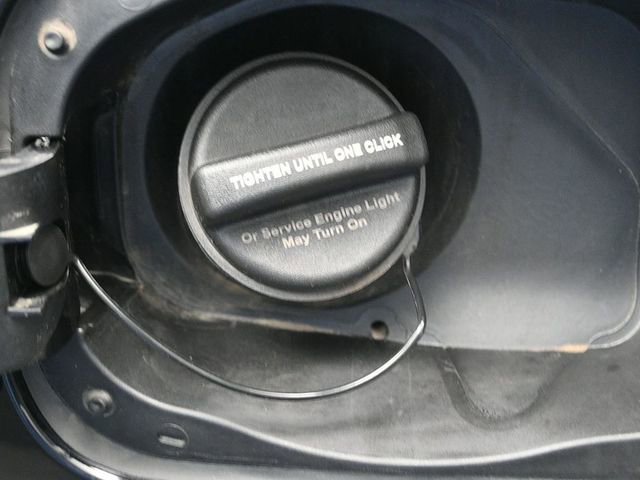 TIGHTEN UNTIL ONE CLICK
Or Service Engine Light
May Turn On